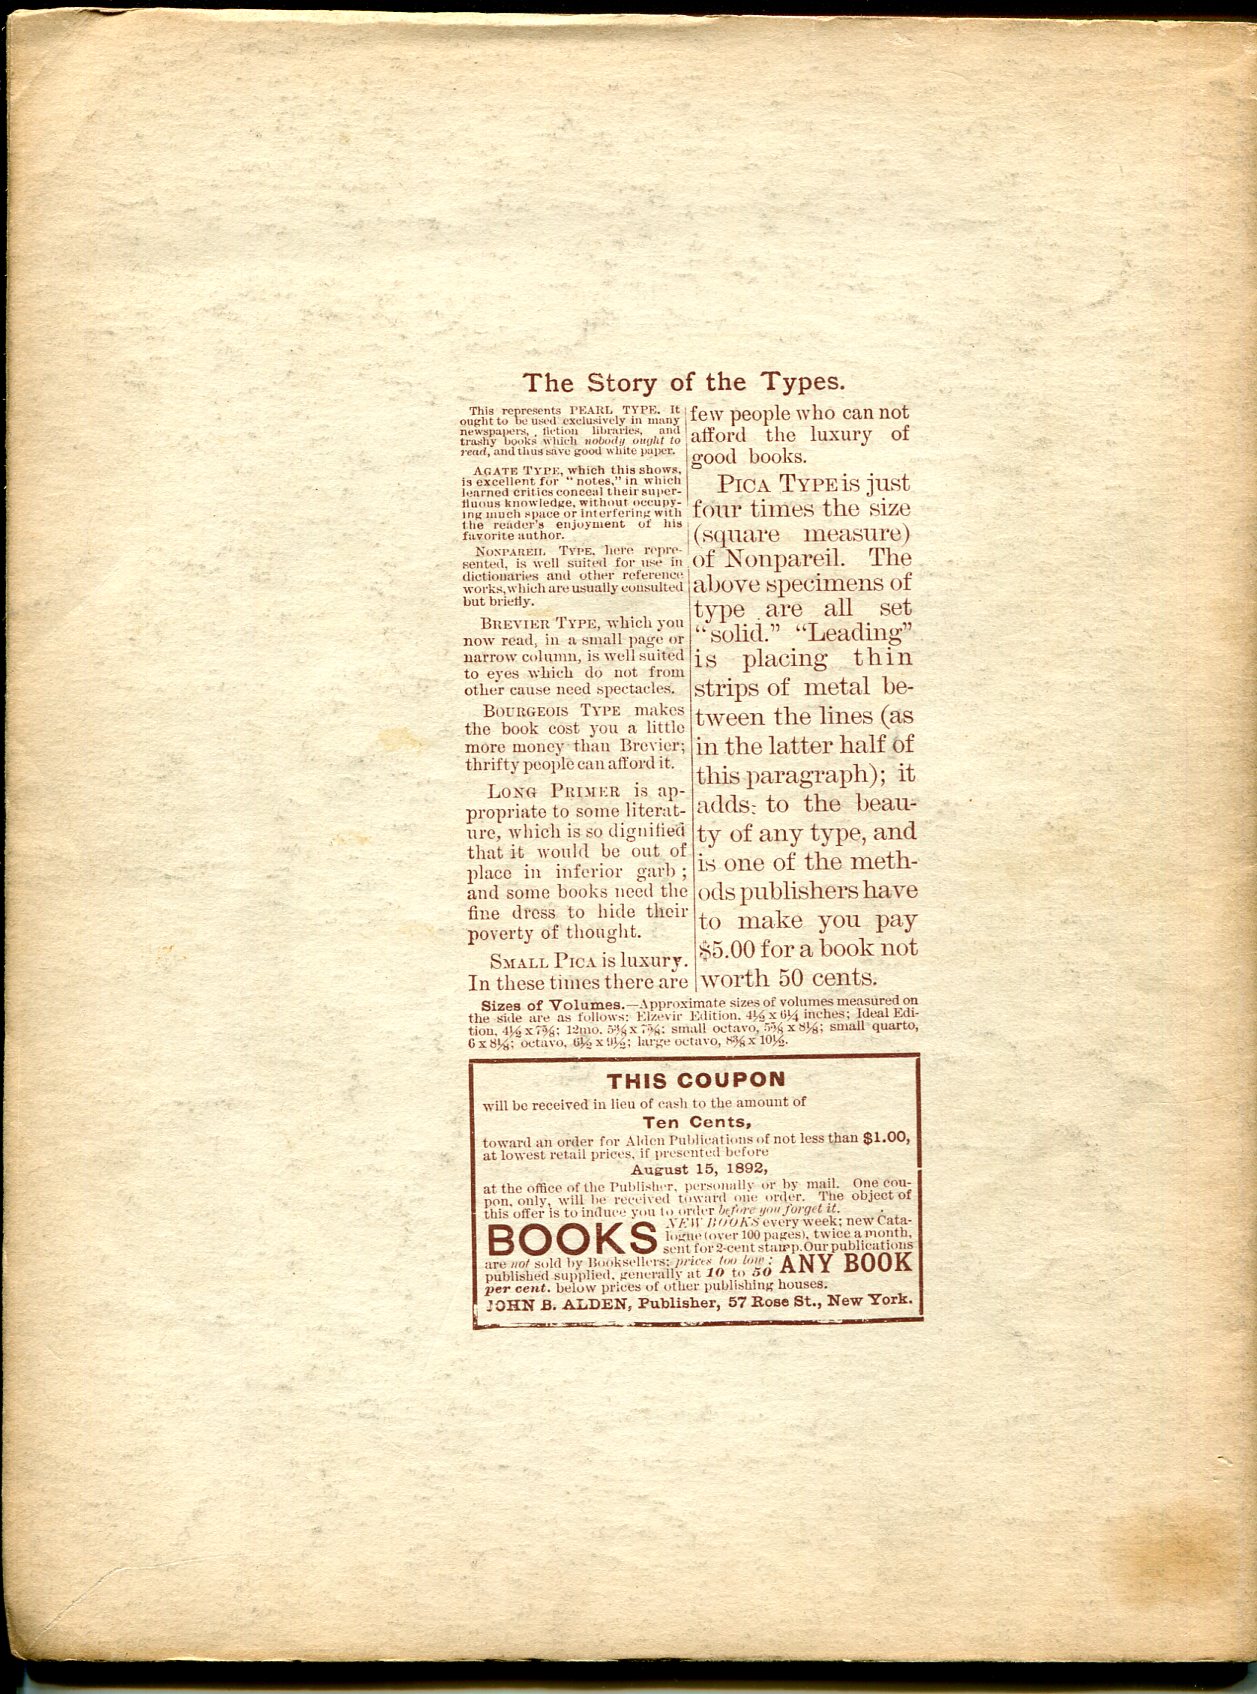 The Story of the Types.
This represents PEARL TYPE. It
ought to be used exclusively in many
newspapers, fiction libraries, and
trashy books which nobody ought to
read, and thus save good white paper.
AGATE TYPE, which this shows,
is excellent for "notes," in which
learned critics conceal their super-
fluous knowledge, without occupy-
ing much space or interfering with
the reader's enjoyment of his
favorite author.
NONPAREIL TYPE, here repre-
sented, is well suited for use in
dictionaries and other reference
works, which are usually consulted
but briefly.
BREVIER TYPE, which you
now read, in a small page or
narrow column, is well suited
to eyes which do not from
other cause need spectacles.
BOURGEOIS TYPE makes
the book cost you a little
more money than Brevier;
thrifty people can afford it.
LONG PRIMER is ap-
propriate to some literat-
ure, which is so dignified
that it would be out of
place in inferior garb;
and some books need the
fine dress to hide their
poverty of thought.
SMALL PICA is luxury.
In these times there are
few people who can not
afford the luxury of
good books.
PICA TYPE is just
four times the size
(square measure)
of Nonpareil. The
above specimens of
type are all set
"solid." "Leading"
is placing thin
strips of metal be-
tween the lines (as
in the latter half of
this paragraph); it
adds to the beau-
ty of any type, and
is one of the meth-
ods publishers have
to make you pay
$5.00 for a book not
worth 50 cents.
Sizes of Volumes.—Approximate sizes of volumes measured on
the side are as follows: Elzevir Edition, 4½ x 6¼ inches; Ideal Edi-
tion, 4½ x 7⅜; 12mo, 5¼ x 7⅜; small octavo, 5¾ x 8⅛; small quarto,
6 x 8⅛; octavo, 6½ x 9½; large octavo, 8⅜ x 10½.
THIS COUPON
will be received in lieu of cash to the amount of
Ten Cents,
toward an order for Alden Publications of not less than $1.00,
at lowest retail prices, if presented before
August 15, 1892,
at the office of the Publisher, personally or by mail. One cou-
pon, only, will be received toward one order. The object of
this offer is to induce you to order before you forget it.
BOOKS NEW BOOKS every week; new Cata-
logue (over 100 pages), twice a month,
sent for 2-cent stamp. Our publications
are not sold by Booksellers; prices too low; ANY BOOK
published supplied, generally at 10 to 50
per cent. below prices of other publishing houses.
JOHN B. ALDEN, Publisher, 57 Rose St., New York.